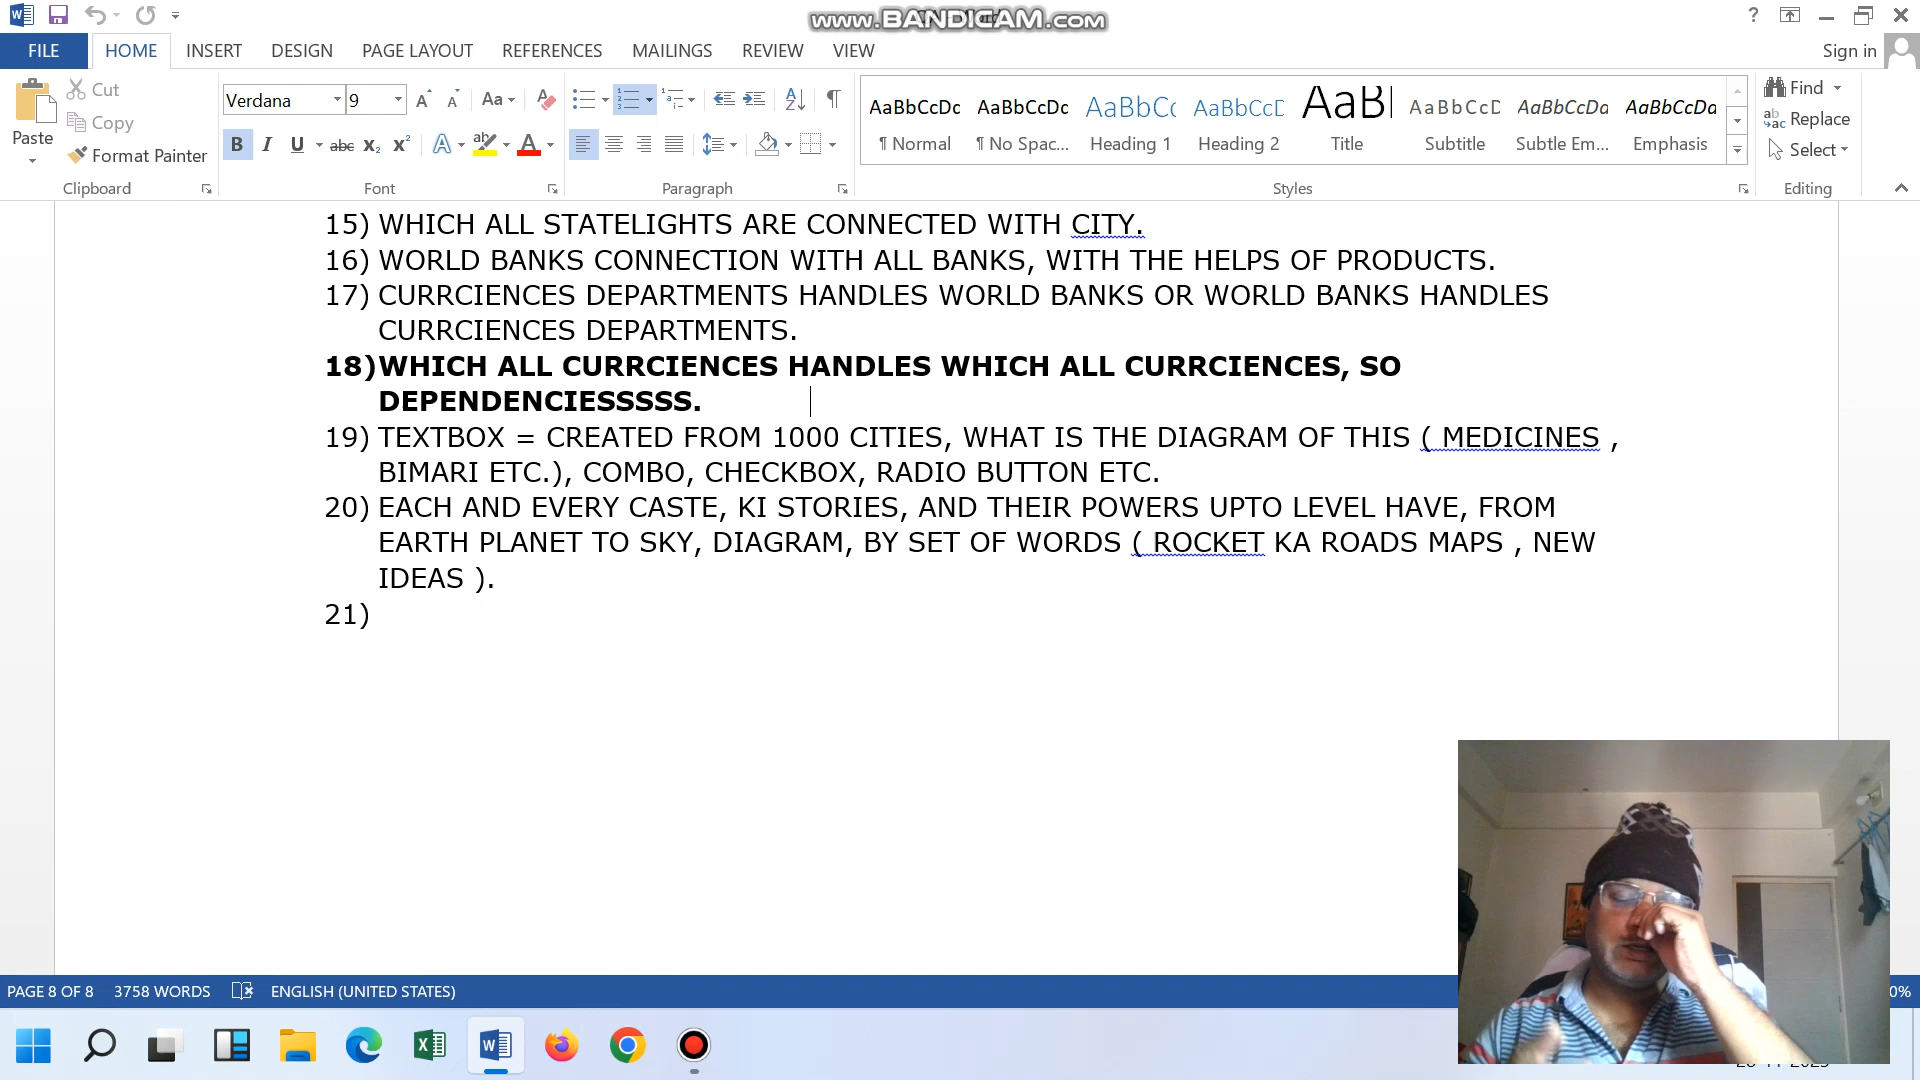 www.BANDICAM.com
FILE HOME INSERT DESIGN PAGE LAYOUT REFERENCES MAILINGS REVIEW VIEW Sign in
Paste Cut Copy Format Painter Clipboard
Verdana 9 Font
Paragraph
AaBbCcDc AaBbCcDc AaBbC AaBbCcD AaB AaBbCcD AaBbCcDa AaBbCcDa
¶ Normal ¶ No Spac... Heading 1 Heading 2 Title Subtitle Subtle Em... Emphasis
Styles
Find Replace Select Editing
15) WHICH ALL STATELIGHTS ARE CONNECTED WITH CITY.
16) WORLD BANKS CONNECTION WITH ALL BANKS, WITH THE HELPS OF PRODUCTS.
17) CURRCIENCES DEPARTMENTS HANDLES WORLD BANKS OR WORLD BANKS HANDLES
CURRCIENCES DEPARTMENTS.
18) WHICH ALL CURRCIENCES HANDLES WHICH ALL CURRCIENCES, SO
DEPENDENCIESSSSS.
19) TEXTBOX = CREATED FROM 1000 CITIES, WHAT IS THE DIAGRAM OF THIS ( MEDICINES ,
BIMARI ETC.), COMBO, CHECKBOX, RADIO BUTTON ETC.
20) EACH AND EVERY CASTE, KI STORIES, AND THEIR POWERS UPTO LEVEL HAVE, FROM
EARTH PLANET TO SKY, DIAGRAM, BY SET OF WORDS ( ROCKET KA ROADS MAPS , NEW
IDEAS ).
21)
PAGE 8 OF 8 3758 WORDS ENGLISH (UNITED STATES)